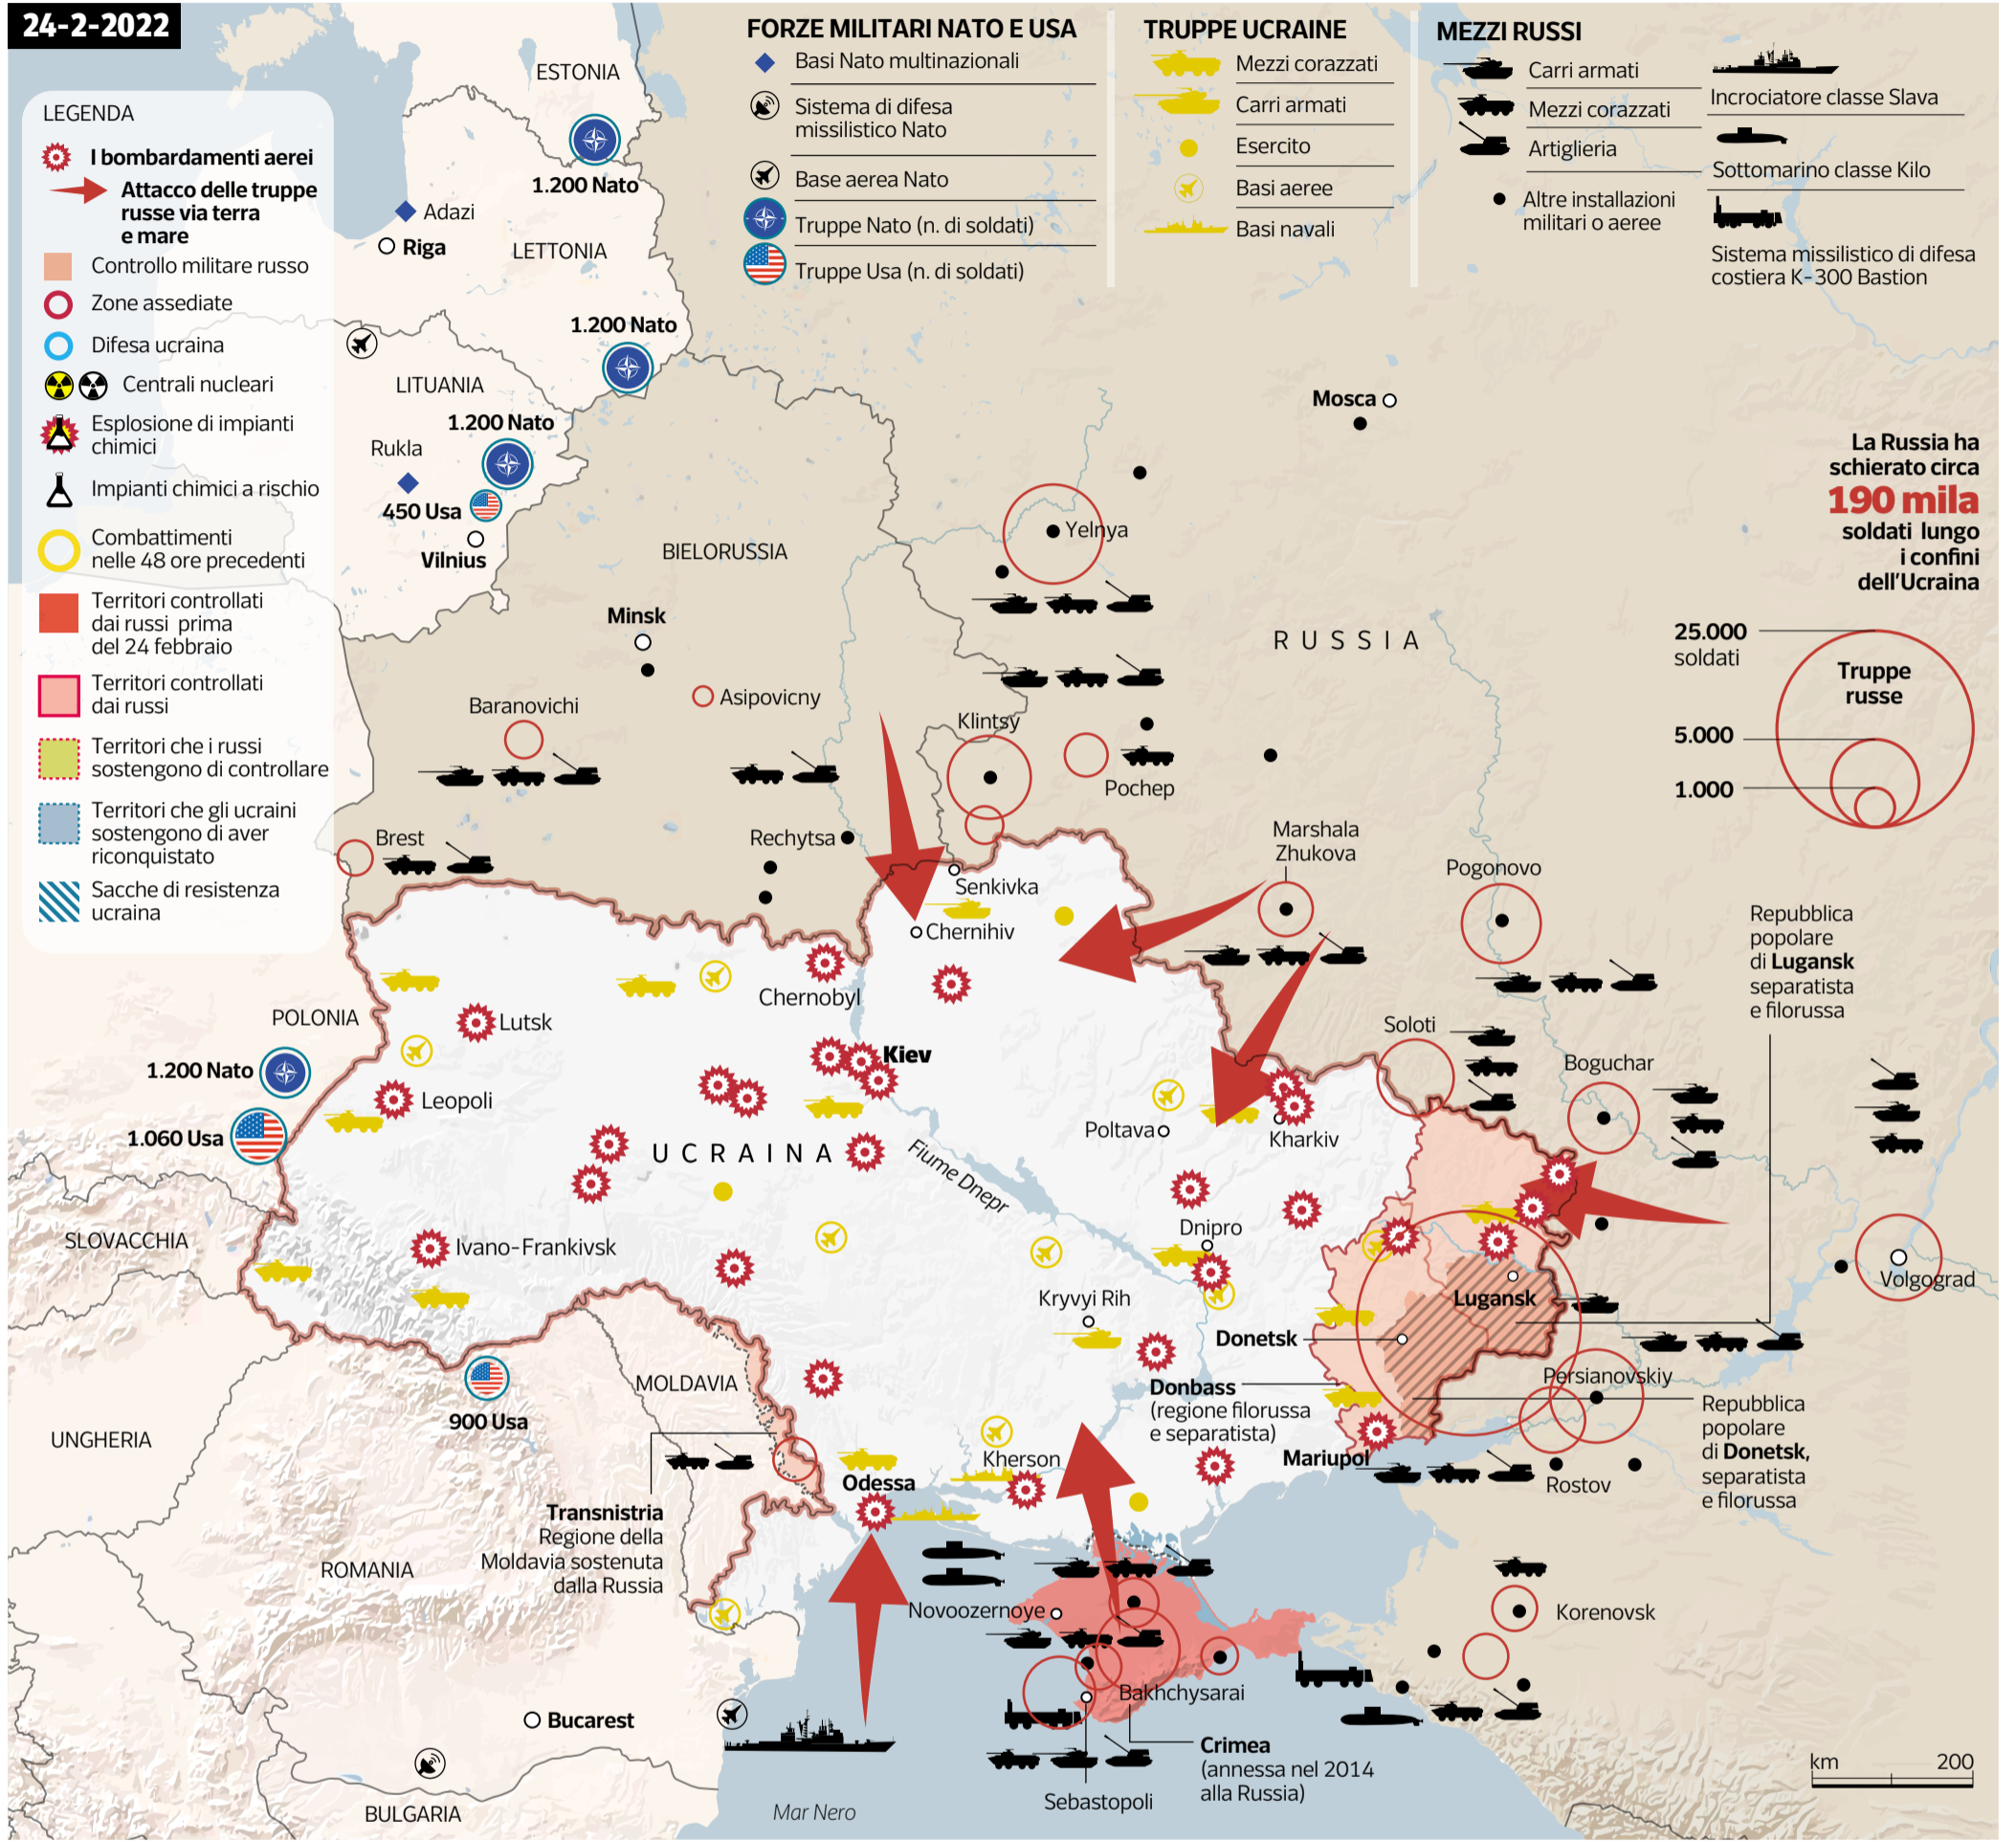 24-2-2022
LEGENDA
I bombardamenti aerei
Attacco delle truppe
russe via terra
e mare
Controllo militare russo
Zone assediate
Difesa ucraina
Centrali nucleari
Esplosione di impianti
chimici
Impianti chimici a rischio
Combattimenti
nelle 48 ore precedenti
Territori controllati
dai russi prima
del 24 febbraio
Territori controllati
dai russi
Territori che i russi
sostengono di controllare
Territori che gli ucraini
sostengono di aver
riconquistato
Sacche di resistenza
ucraina
FORZE MILITARI NATO E USA
Basi Nato multinazionali
Sistema di difesa
missilistico Nato
Base aerea Nato
Truppe Nato (n. di soldati)
Truppe Usa (n. di soldati)
TRUPPE UCRAINE
Mezzi corazzati
Carri armati
Esercito
Basi aeree
Basi navali
MEZZI RUSSI
Carri armati
Mezzi corazzati
Artiglieria
Altre installazioni
militari o aeree
Incrociatore classe Slava
Sottomarino classe Kilo
Sistema missilistico di difesa
costiera K-300 Bastion
ESTONIA
1.200 Nato
Adazi
Riga
LETTONIA
1.200 Nato
LITUANIA
1.200 Nato
Rukla
450 Usa
Vilnius
BIELORUSSIA
Minsk
Asipovicny
Baranovichi
Brest
Rechytsa
Mosca
Yelnya
RUSSIA
Klintsy
Pochep
Marshala
Zhukova
Pogonovo
Soloti
Boguchar
La Russia ha
schierato circa
190 mila
soldati lungo
i confini
dell'Ucraina
25.000
soldati
Truppe
russe
5.000
1.000
Repubblica
popolare
di Lugansk
separatista
e filorussa
Senkivka
Chernihiv
Chernobyl
POLONIA
Lutsk
1.200 Nato
Kiev
Leopoli
1.060 Usa
UCRAINA
Fiume Dnepr
Poltava
Kharkiv
SLOVACCHIA
Ivano-Frankivsk
Dnipro
Kryvyi Rih
Lugansk
Donetsk
Volgograd
Persianovskiy
Donbass
(regione filorussa
e separatista)
Mariupol
Rostov
Repubblica
popolare
di Donetsk,
separatista
e filorussa
MOLDAVIA
900 Usa
UNGHERIA
Kherson
Odessa
Transnistria
Regione della
Moldavia sostenuta
dalla Russia
ROMANIA
Novoozernoye
Korenovsk
Bakhchysarai
Bucarest
Crimea
(annessa nel 2014
alla Russia)
Sebastopoli
Mar Nero
BULGARIA
km 200